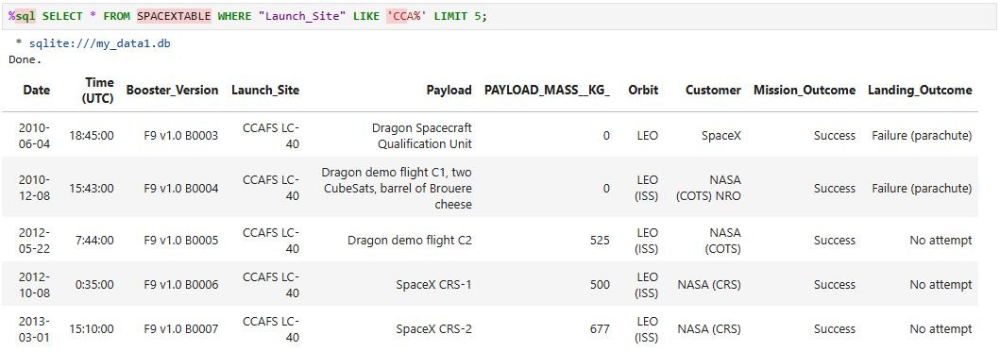 %sql SELECT * FROM SPACEXTABLE WHERE "Launch_Site" LIKE 'CCA%' LIMIT 5;
* sqlite:///my_data1.db
Done.
Date Time (UTC) Booster_Version Launch_Site Payload PAYLOAD_MASS__KG_ Orbit Customer Mission_Outcome Landing_Outcome
2010-06-04 18:45:00 F9 v1.0 B0003 CCAFS LC-40 Dragon Spacecraft Qualification Unit 0 LEO SpaceX Success Failure (parachute)
2010-12-08 15:43:00 F9 v1.0 B0004 CCAFS LC-40 Dragon demo flight C1, two CubeSats, barrel of Brouere cheese 0 LEO (ISS) NASA (COTS) NRO Success Failure (parachute)
2012-05-22 7:44:00 F9 v1.0 B0005 CCAFS LC-40 Dragon demo flight C2 525 LEO (ISS) NASA (COTS) Success No attempt
2012-10-08 0:35:00 F9 v1.0 B0006 CCAFS LC-40 SpaceX CRS-1 500 LEO (ISS) NASA (CRS) Success No attempt
2013-03-01 15:10:00 F9 v1.0 B0007 CCAFS LC-40 SpaceX CRS-2 677 LEO (ISS) NASA (CRS) Success No attempt